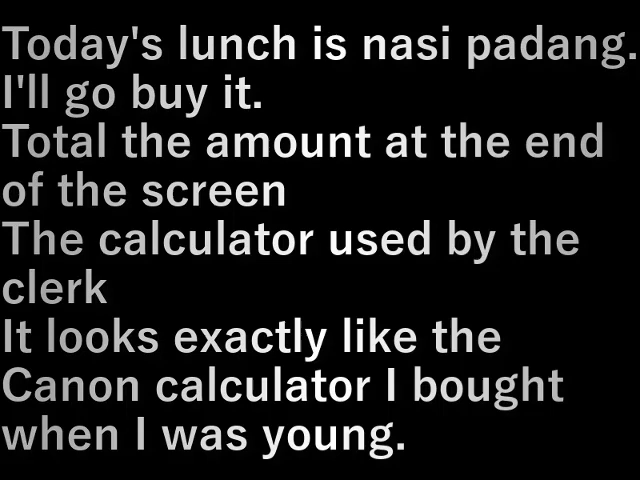 Today's lunch is nasi padang.
I'll go buy it.
Total the amount at the end
of the screen
The calculator used by the
clerk
It looks exactly like the
Canon calculator I bought
when I was young.